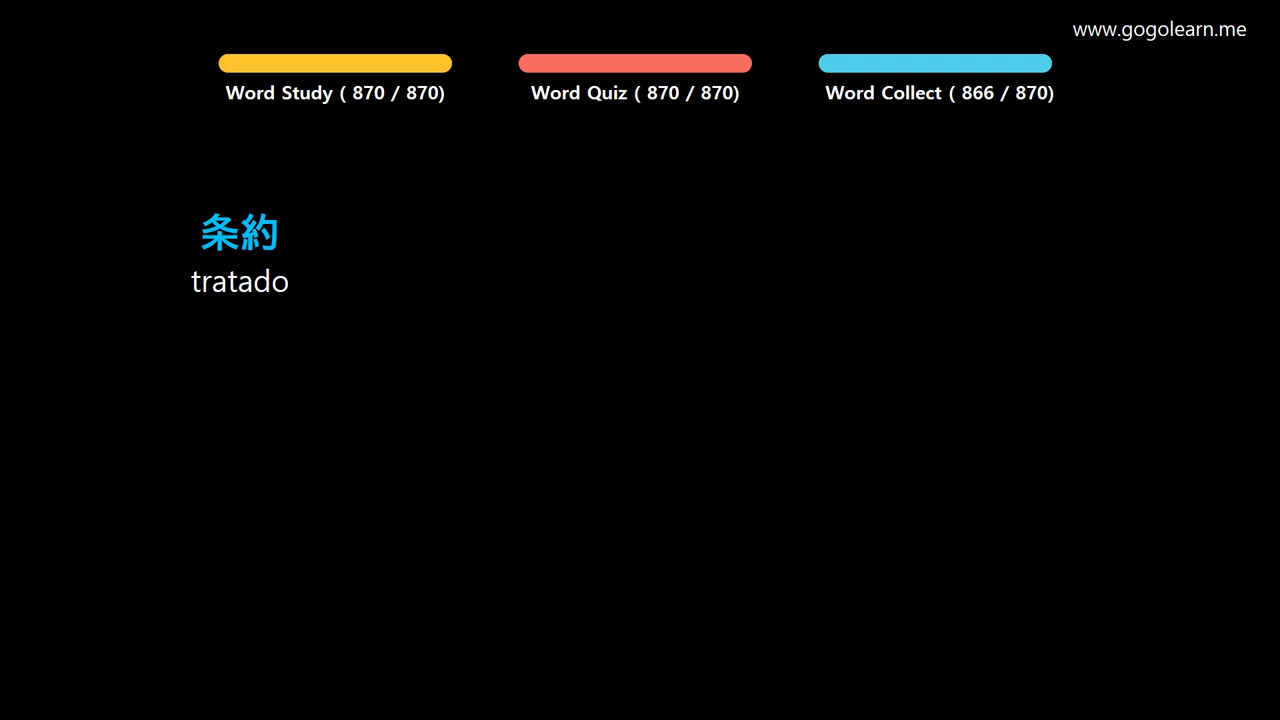 www.gogolearn.me
Word Study ( 870 / 870)
Word Quiz ( 870 / 870)
Word Collect ( 866 / 870)
条約
tratado